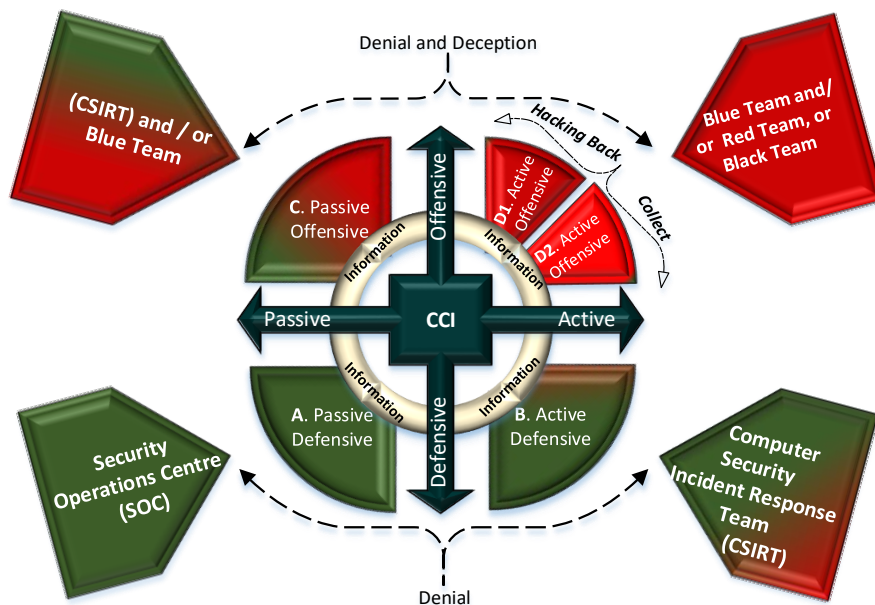 Denial and Deception
(CSIRT) and / or
Blue Team
Blue Team and/
or Red Team, or
Black Team
Hacking Back
Collect
C. Passive
Offensive
Offensive
D1. Active
Offensive
D2. Active
Offensive
Information
Information
Passive
CCI
Active
Information
Information
A. Passive
Defensive
Defensive
B. Active
Defensive
Security
Operations Centre
(SOC)
Computer
Security
Incident Response
Team
(CSIRT)
Denial